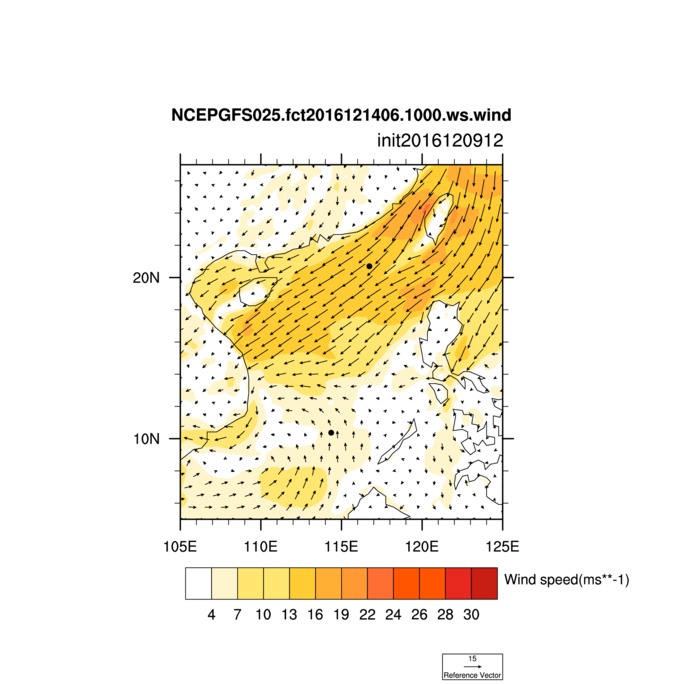 NCEPGFS025.fct2016121406.1000.ws.wind
init2016120912
20N
10N
105E 110E 115E 120E 125E
Wind speed(ms**-1)
4 7 10 13 16 19 22 24 26 28 30
15
Reference Vector